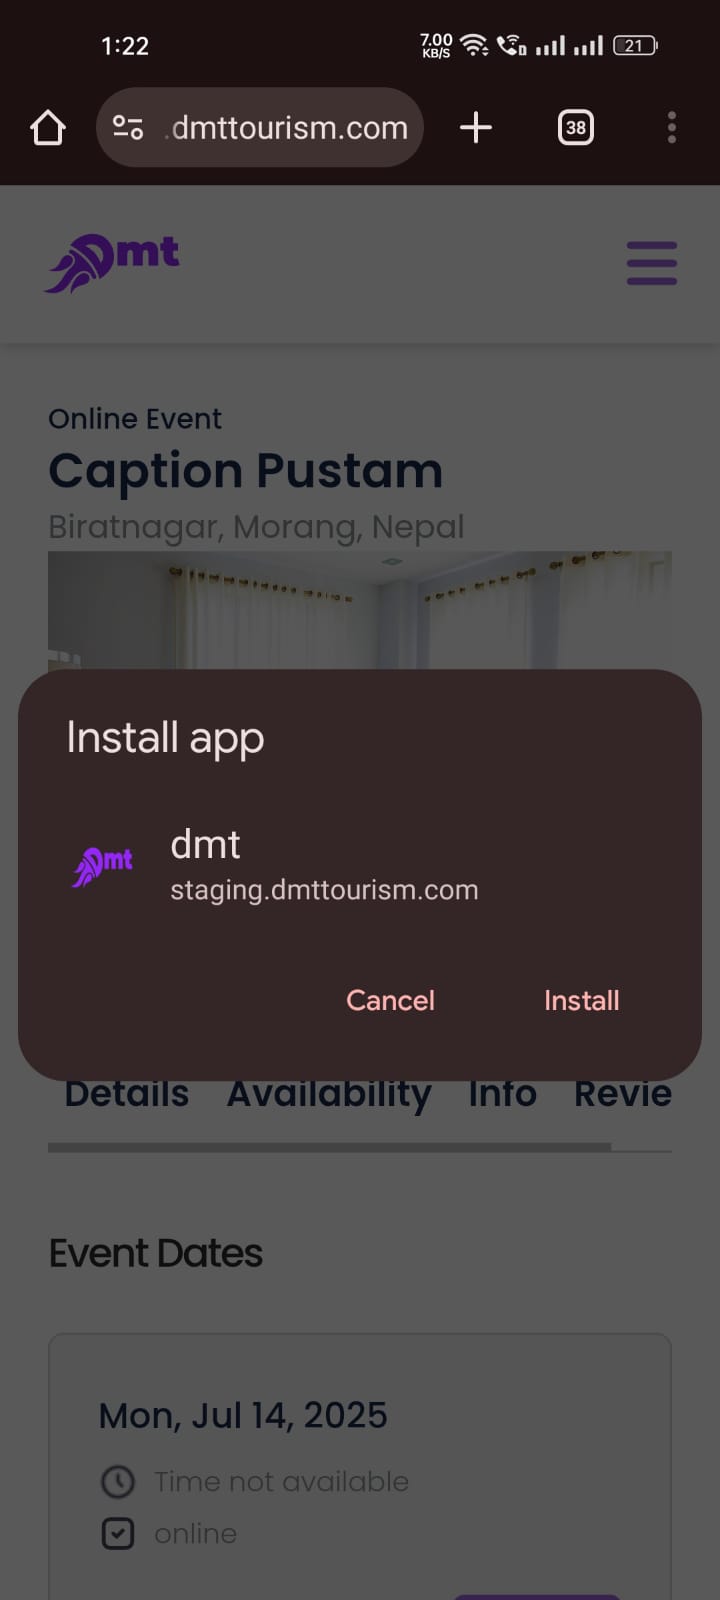 1:22
7.00
KB/S
21
.dmttourism.com
38
Dmt
Online Event
Caption Pustam
Biratnagar, Morang, Nepal
Install app
Dmt
dmt
staging.dmttourism.com
Cancel Install
Details Availability Info Revie
Event Dates
Mon, Jul 14, 2025
Time not available
online